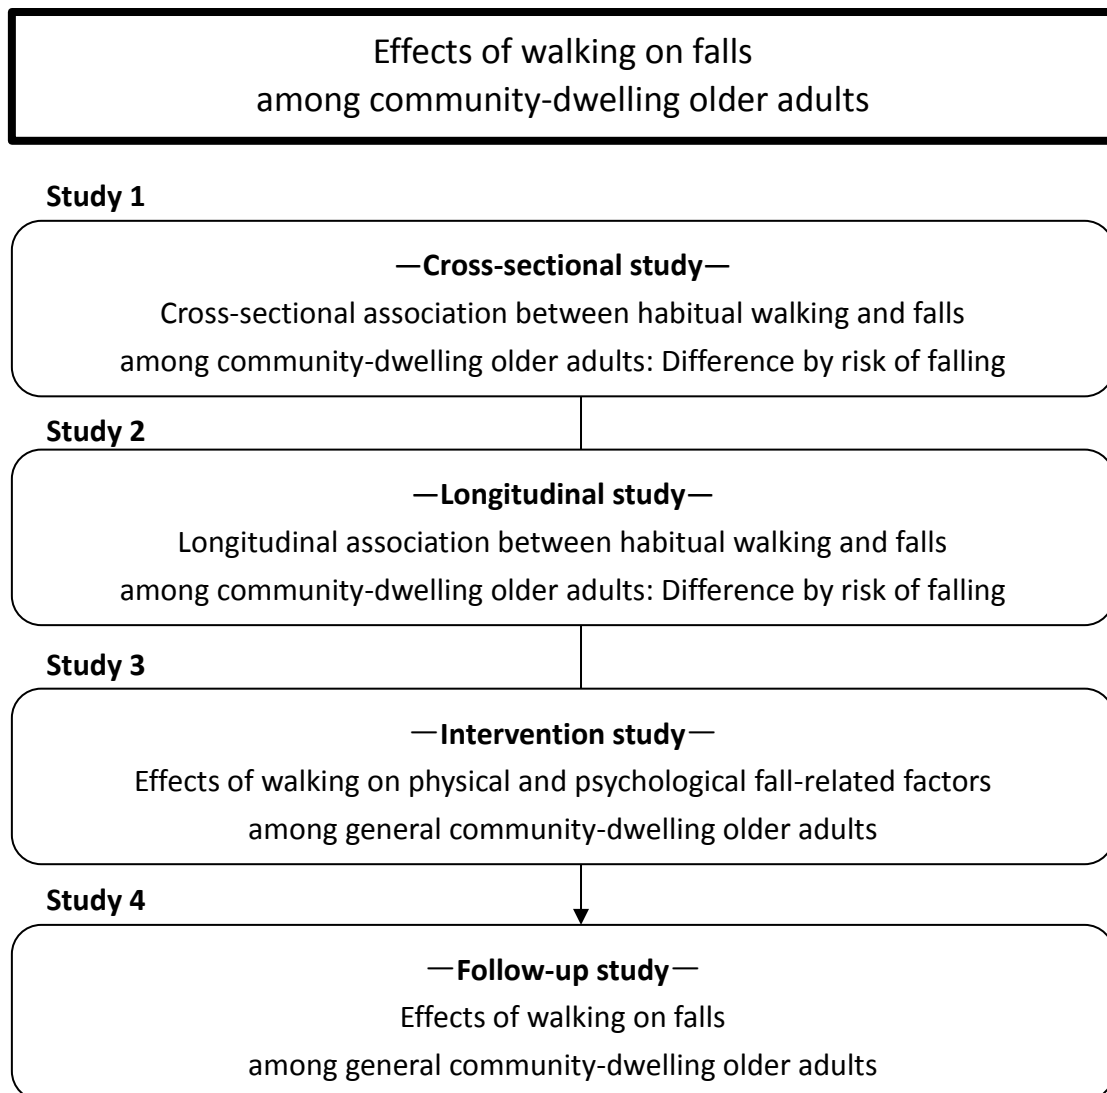 Effects of walking on falls
among community-dwelling older adults
Study 1
―Cross-sectional study―
Cross-sectional association between habitual walking and falls
among community-dwelling older adults: Difference by risk of falling
Study 2
―Longitudinal study―
Longitudinal association between habitual walking and falls
among community-dwelling older adults: Difference by risk of falling
Study 3
―Intervention study―
Effects of walking on physical and psychological fall-related factors
among general community-dwelling older adults
Study 4
―Follow-up study―
Effects of walking on falls
among general community-dwelling older adults